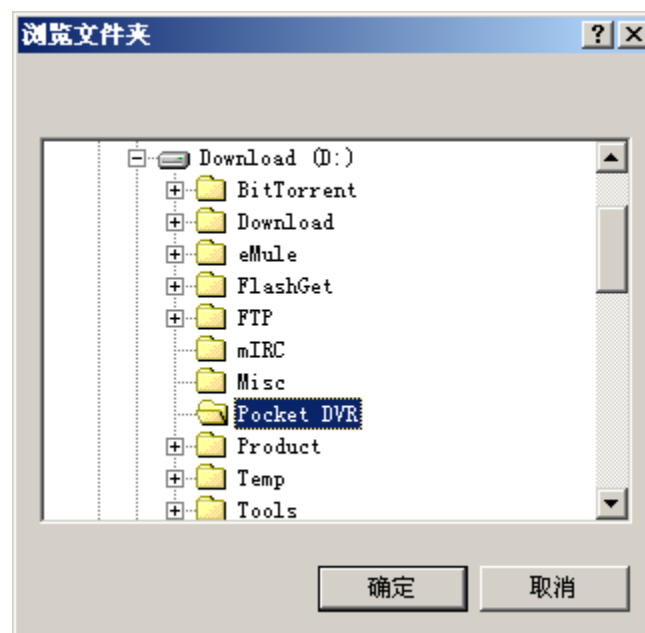 浏览文件夹
Download (D:)
BitTorrent
Download
eMule
FlashGet
FTP
mIRC
Misc
Pocket DVR
Product
Temp
Tools
确定 取消